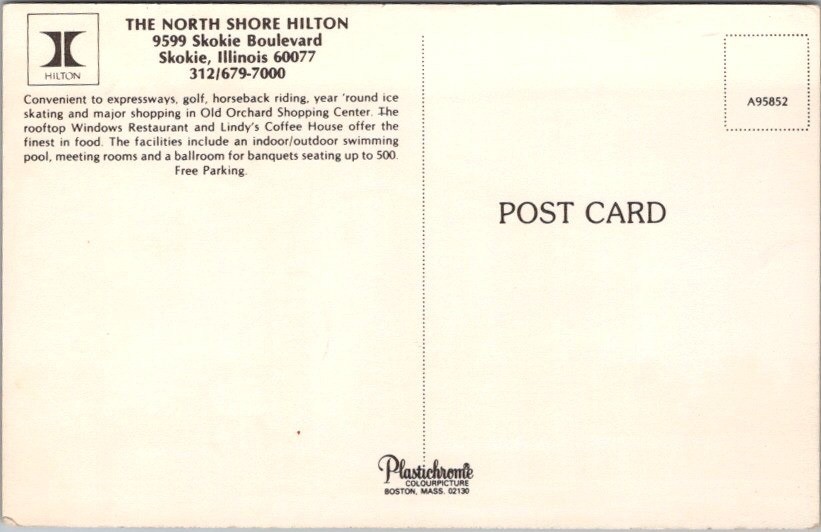 THE NORTH SHORE HILTON
9599 Skokie Boulevard
Skokie, Illinois 60077
312/679-7000
HILTON
Convenient to expressways, golf, horseback riding, year 'round ice
skating and major shopping in Old Orchard Shopping Center. The
rooftop Windows Restaurant and Lindy's Coffee House offer the
finest in food. The facilities include an indoor/outdoor swimming
pool, meeting rooms and a ballroom for banquets seating up to 500.
Free Parking.
A95852
POST CARD
Plastichrome
COLOURPICTURE
BOSTON, MASS. 02130